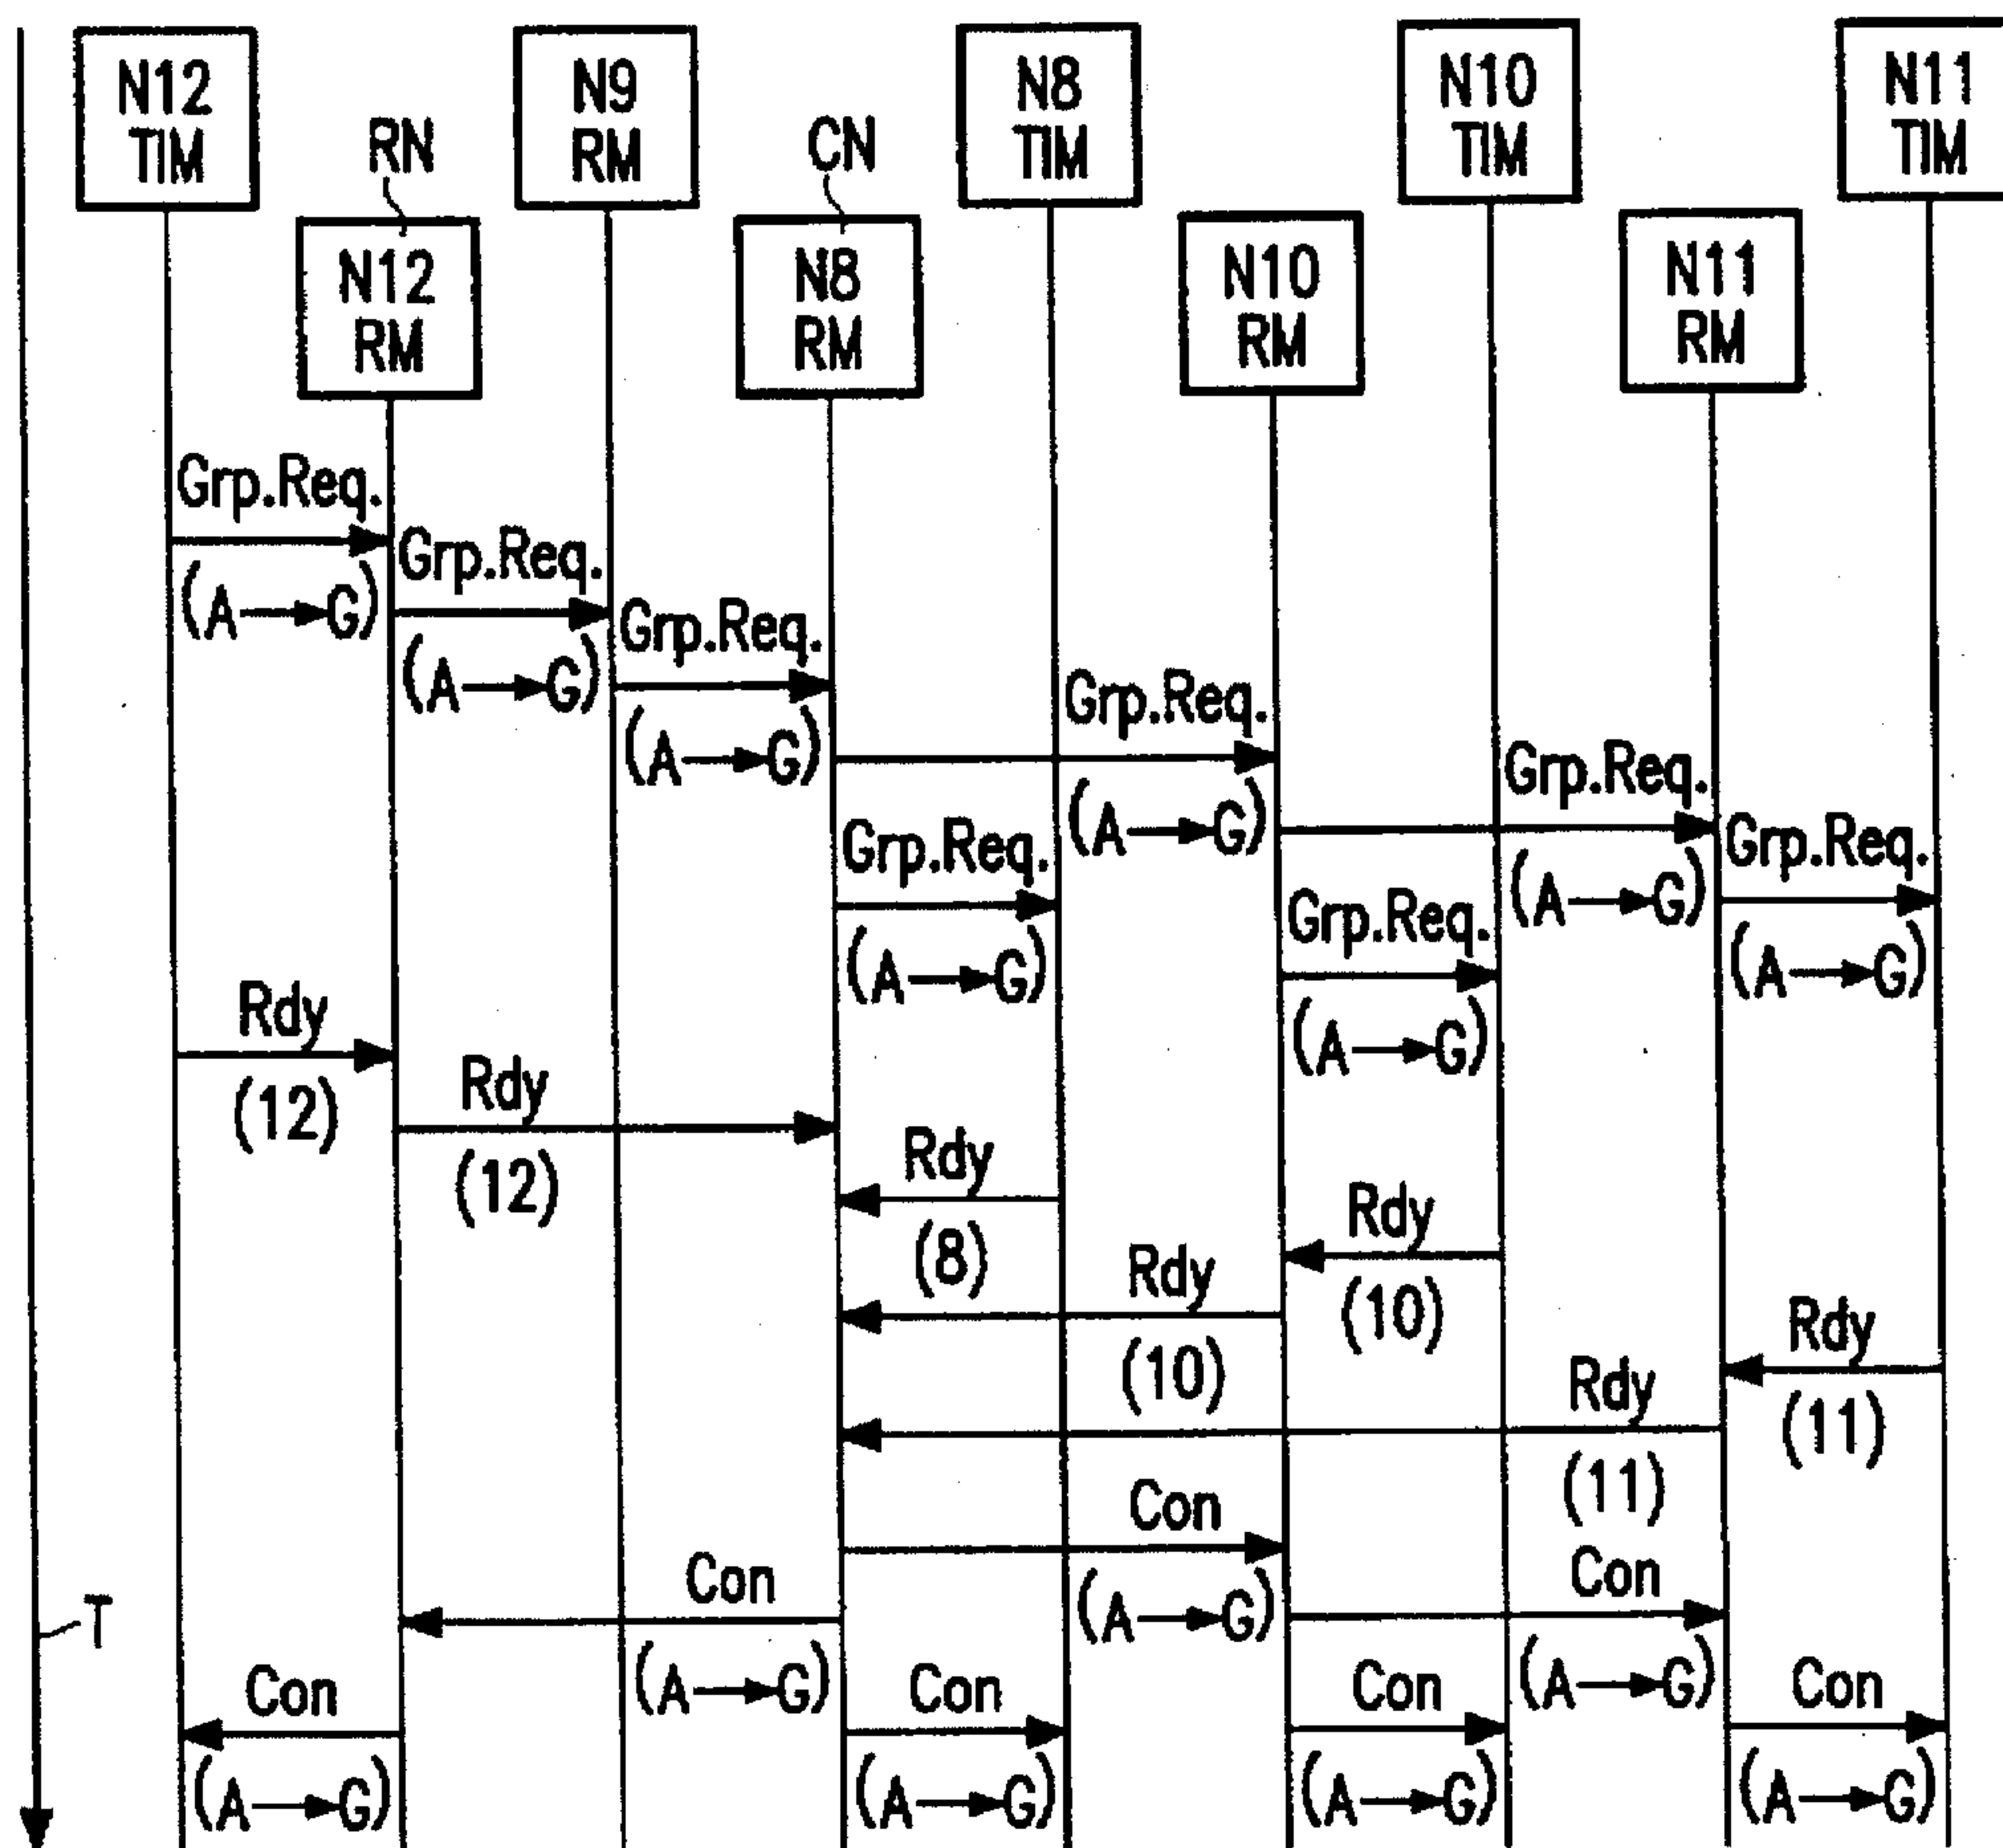 N12
TIM
RN
N9
RM
CN
N8
TIM
N10
TIM
N11
TIM
N12
RM
N8
RM
N10
RM
N11
RM
Grp.Req.
(A→G)
Grp.Req.
(A→G)
Grp.Req.
(A→G)
Grp.Req.
(A→G)
Grp.Req.
(A→G)
Grp.Req.
(A→G)
Grp.Req.
(A→G)
Grp.Req.
(A→G)
Rdy
(12)
Rdy
(12)
Rdy
(8)
Rdy
(10)
Rdy
(10)
Rdy
(11)
Rdy
(11)
Con
(A→G)
Con
(A→G)
Con
(A→G)
T
Con
(A→G)
Con
(A→G)
Con
(A→G)
Con
(A→G)